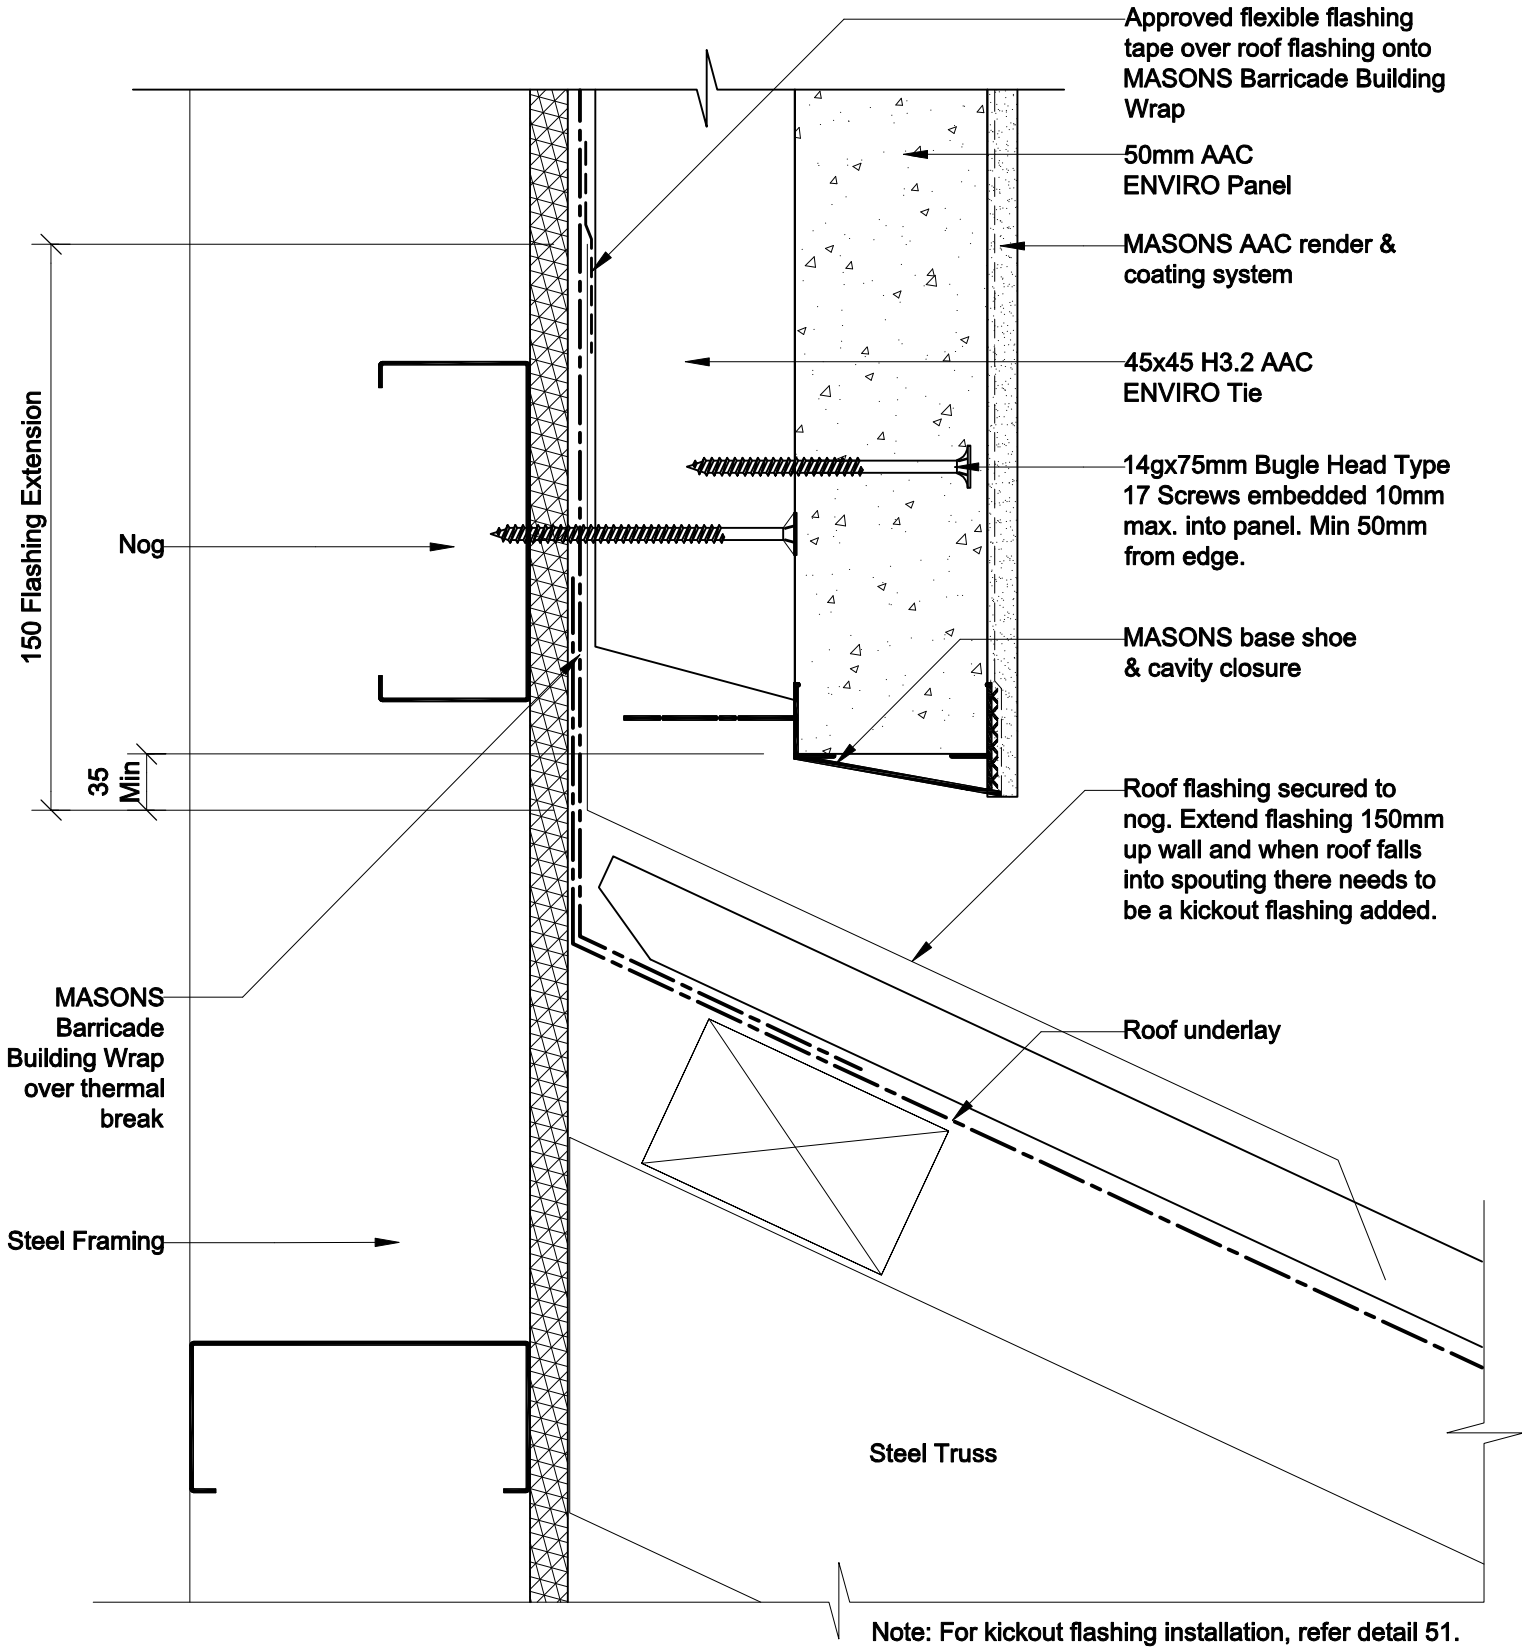 Approved flexible flashing
tape over roof flashing onto
MASONS Barricade Building
Wrap
50mm AAC
ENVIRO Panel
MASONS AAC render &
coating system
45x45 H3.2 AAC
ENVIRO Tie
14gx75mm Bugle Head Type
17 Screws embedded 10mm
max. into panel. Min 50mm
from edge.
MASONS base shoe
& cavity closure
Roof flashing secured to
nog. Extend flashing 150mm
up wall and when roof falls
into spouting there needs to
be a kickout flashing added.
Roof underlay
150 Flashing Extension
Nog
35
Min
MASONS
Barricade
Building Wrap
over thermal
break
Steel Framing
Steel Truss
Note: For kickout flashing installation, refer detail 51.